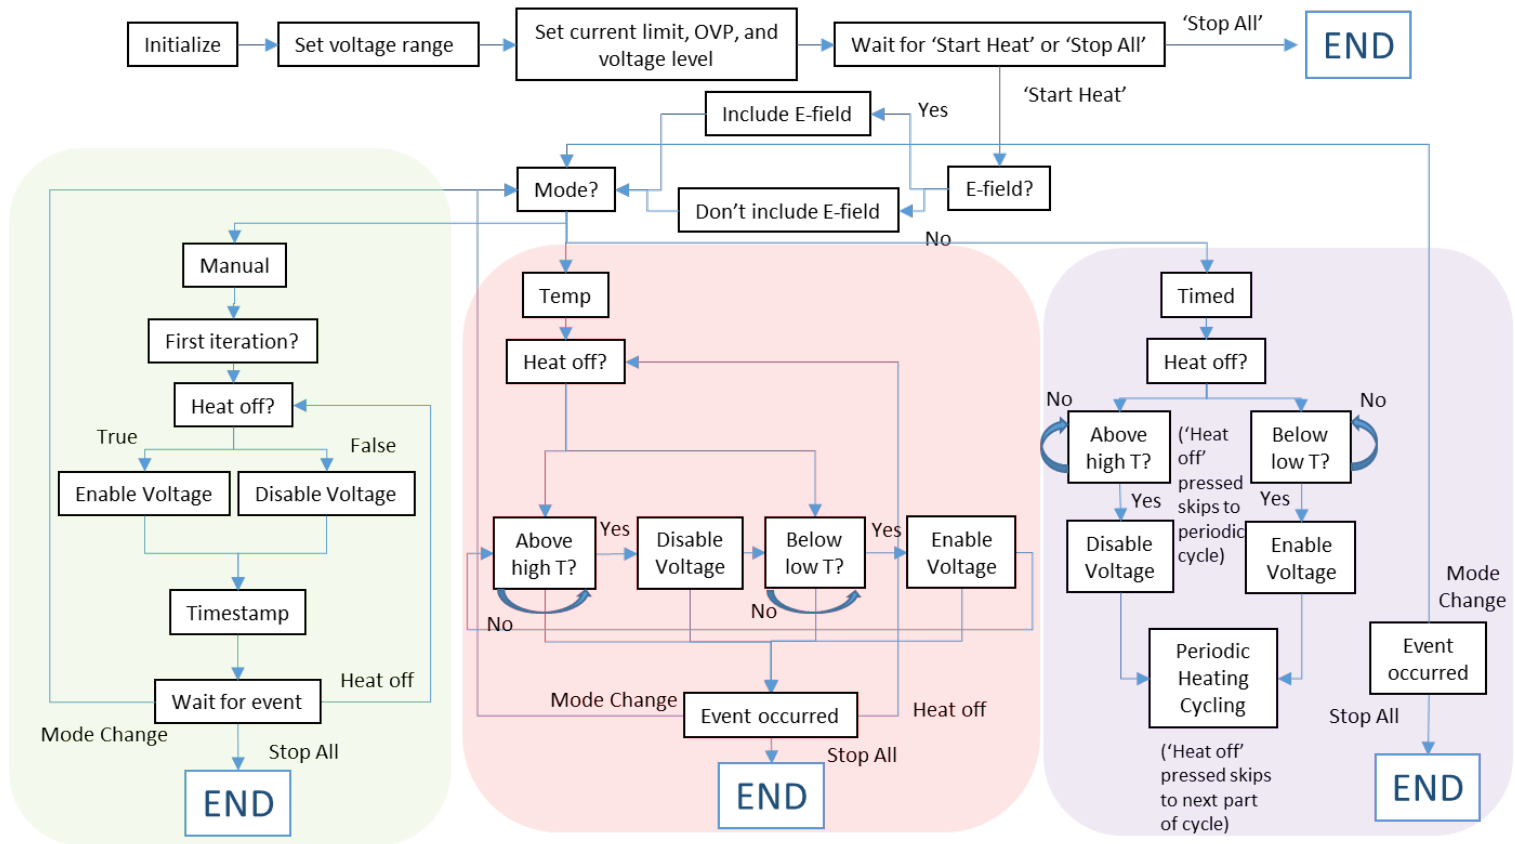 Initialize
Set voltage range
Set current limit, OVP, and
voltage level
Wait for ‘Start Heat’ or ‘Stop All’
‘Stop All’
END
‘Start Heat’
Include E-field
Yes
Mode?
E-field?
Don’t include E-field
No
Manual
First iteration?
Heat off?
True
False
Enable Voltage
Disable Voltage
Timestamp
Wait for event
Heat off
Mode Change
Stop All
END
Temp
Heat off?
Above
high T?
Yes
Disable
Voltage
Below
low T?
Yes
Enable
Voltage
No
No
Mode Change
Event occurred
Heat off
Stop All
END
Timed
Heat off?
No
No
Above
high T?
(‘Heat
off’
pressed
skips to
periodic
cycle)
Below
low T?
Yes
Yes
Disable
Voltage
Enable
Voltage
Periodic
Heating
Cycling
(‘Heat off’
pressed skips
to next part
of cycle)
Mode
Change
Event
occurred
Stop All
END